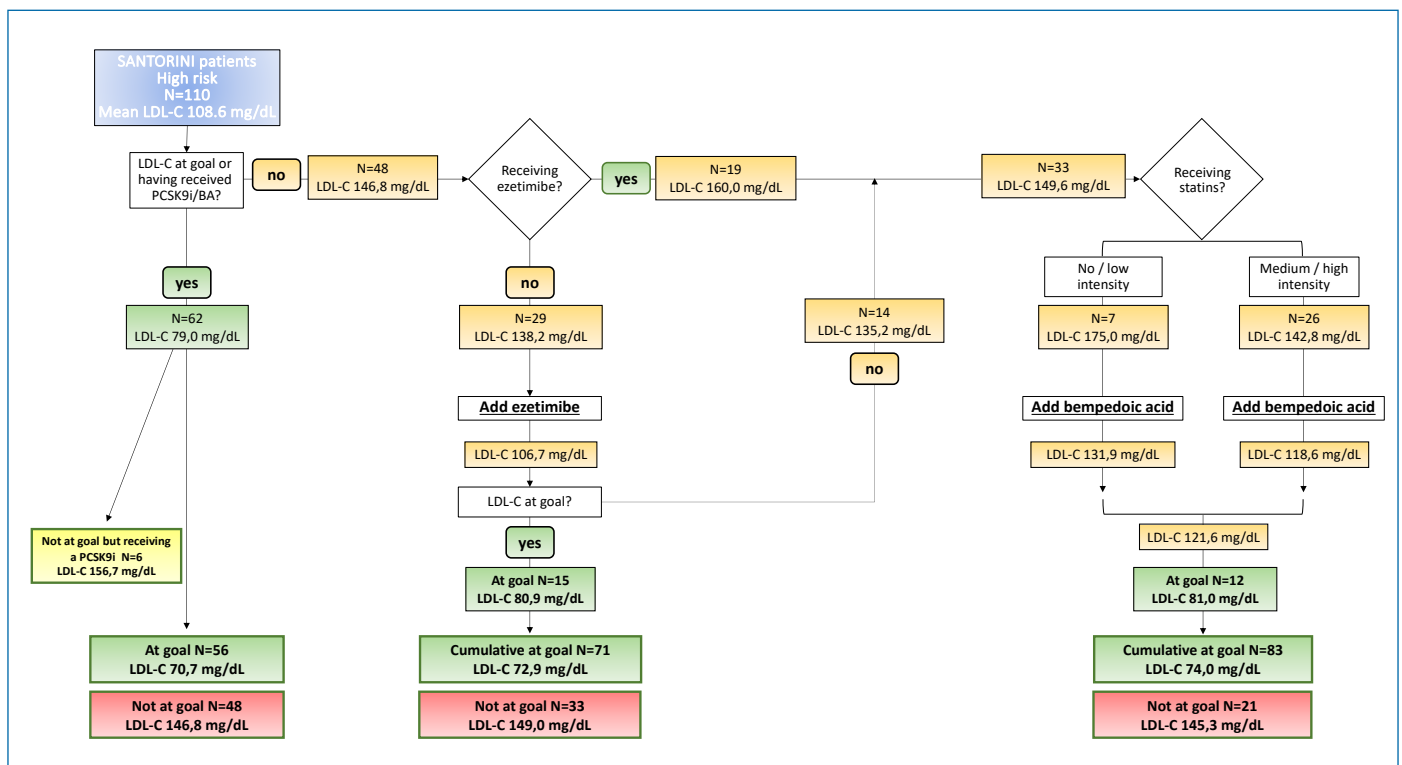 SANTORINI patients
High risk
N=110
Mean LDL-C 108.6 mg/dL
LDL-C at goal or
having received
PCSK9i/BA?
no
N=48
LDL-C 146,8 mg/dL
Receiving
ezetimibe?
yes
N=19
LDL-C 160,0 mg/dL
N=33
LDL-C 149,6 mg/dL
Receiving
statins?
yes
N=62
LDL-C 79,0 mg/dL
Not at goal but receiving
a PCSK9i N=6
LDL-C 156,7 mg/dL
At goal N=56
LDL-C 70,7 mg/dL
Not at goal N=48
LDL-C 146,8 mg/dL
no
N=29
LDL-C 138,2 mg/dL
Add ezetimibe
LDL-C 106,7 mg/dL
LDL-C at goal?
yes
At goal N=15
LDL-C 80,9 mg/dL
Cumulative at goal N=71
LDL-C 72,9 mg/dL
Not at goal N=33
LDL-C 149,0 mg/dL
N=14
LDL-C 135,2 mg/dL
no
No / low
intensity
N=7
LDL-C 175,0 mg/dL
Add bempedoic acid
LDL-C 131,9 mg/dL
Medium / high
intensity
N=26
LDL-C 142,8 mg/dL
Add bempedoic acid
LDL-C 118,6 mg/dL
LDL-C 121,6 mg/dL
At goal N=12
LDL-C 81,0 mg/dL
Cumulative at goal N=83
LDL-C 74,0 mg/dL
Not at goal N=21
LDL-C 145,3 mg/dL